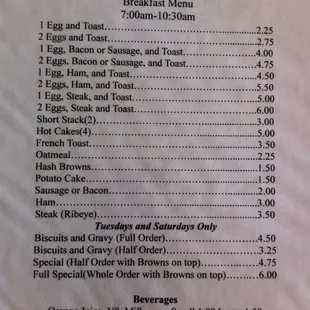 Breakfast Menu
7:00am-10:30am
1 Egg and Toast 2.25
2 Eggs and Toast 2.75
1 Egg, Bacon or Sausage, and Toast 4.00
2 Eggs, Bacon or Sausage, and Toast 4.75
1 Egg, Ham, and Toast 4.50
2 Eggs, Ham, and Toast 5.50
1 Egg, Steak, and Toast 5.00
2 Eggs, Steak and Toast 6.00
Short Stack(2) 3.00
Hot Cakes(4) 5.00
French Toast 3.50
Oatmeal 2.25
Hash Browns 1.50
Potato Cake 1.50
Sausage or Bacon 2.00
Ham 3.00
Steak (Ribeye) 3.50
Tuesdays and Saturdays Only
Biscuits and Gravy (Full Order) 4.50
Biscuits and Gravy (Half Order) 3.25
Special (Half Order with Browns on top) 4.75
Full Special(Whole Order with Browns on top) 6.00
Beverages